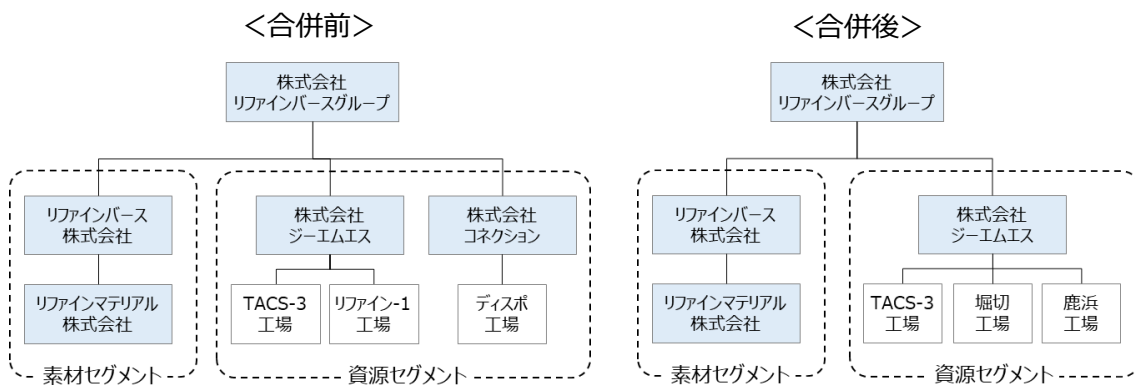 ＜合併前＞
株式会社
リファインバースグループ
リファインバース
株式会社
株式会社
ジーエムエス
株式会社
コネクション
リファインマテリアル
株式会社
TACS-3
工場
リファイン-1
工場
ディスポ
工場
素材セグメント
資源セグメント
＜合併後＞
株式会社
リファインバースグループ
リファインバース
株式会社
株式会社
ジーエムエス
リファインマテリアル
株式会社
TACS-3
工場
堀切
工場
鹿浜
工場
素材セグメント
資源セグメント